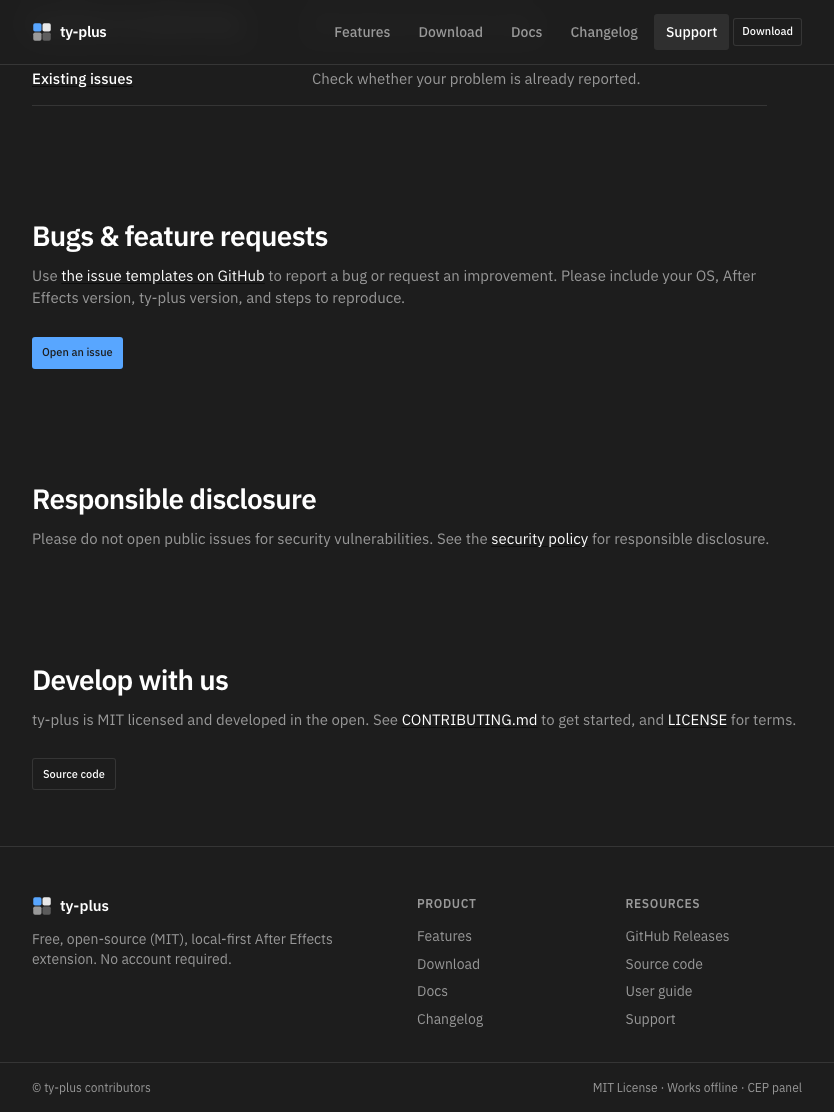 ty-plus
Features
Download
Docs
Changelog
Support
Download
Existing issues
Check whether your problem is already reported.
Bugs & feature requests
Use the issue templates on GitHub to report a bug or request an improvement. Please include your OS, After
Effects version, ty-plus version, and steps to reproduce.
Open an issue
Responsible disclosure
Please do not open public issues for security vulnerabilities. See the security policy for responsible disclosure.
Develop with us
ty-plus is MIT licensed and developed in the open. See CONTRIBUTING.md to get started, and LICENSE for terms.
Source code
ty-plus
Free, open-source (MIT), local-first After Effects
extension. No account required.
PRODUCT
Features
Download
Docs
Changelog
RESOURCES
GitHub Releases
Source code
User guide
Support
© ty-plus contributors
MIT License · Works offline · CEP panel